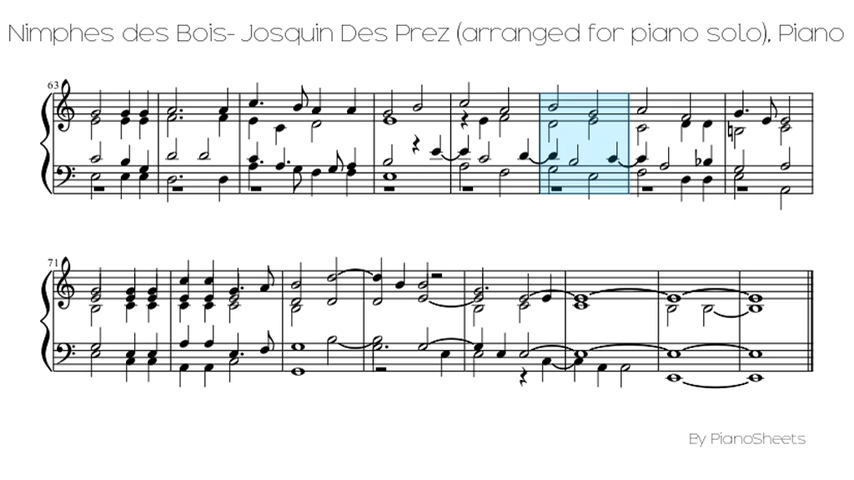 Nimphes des Bois- Josquin Des Prez (arranged for piano solo), Piano
63
71
By PianoSheets